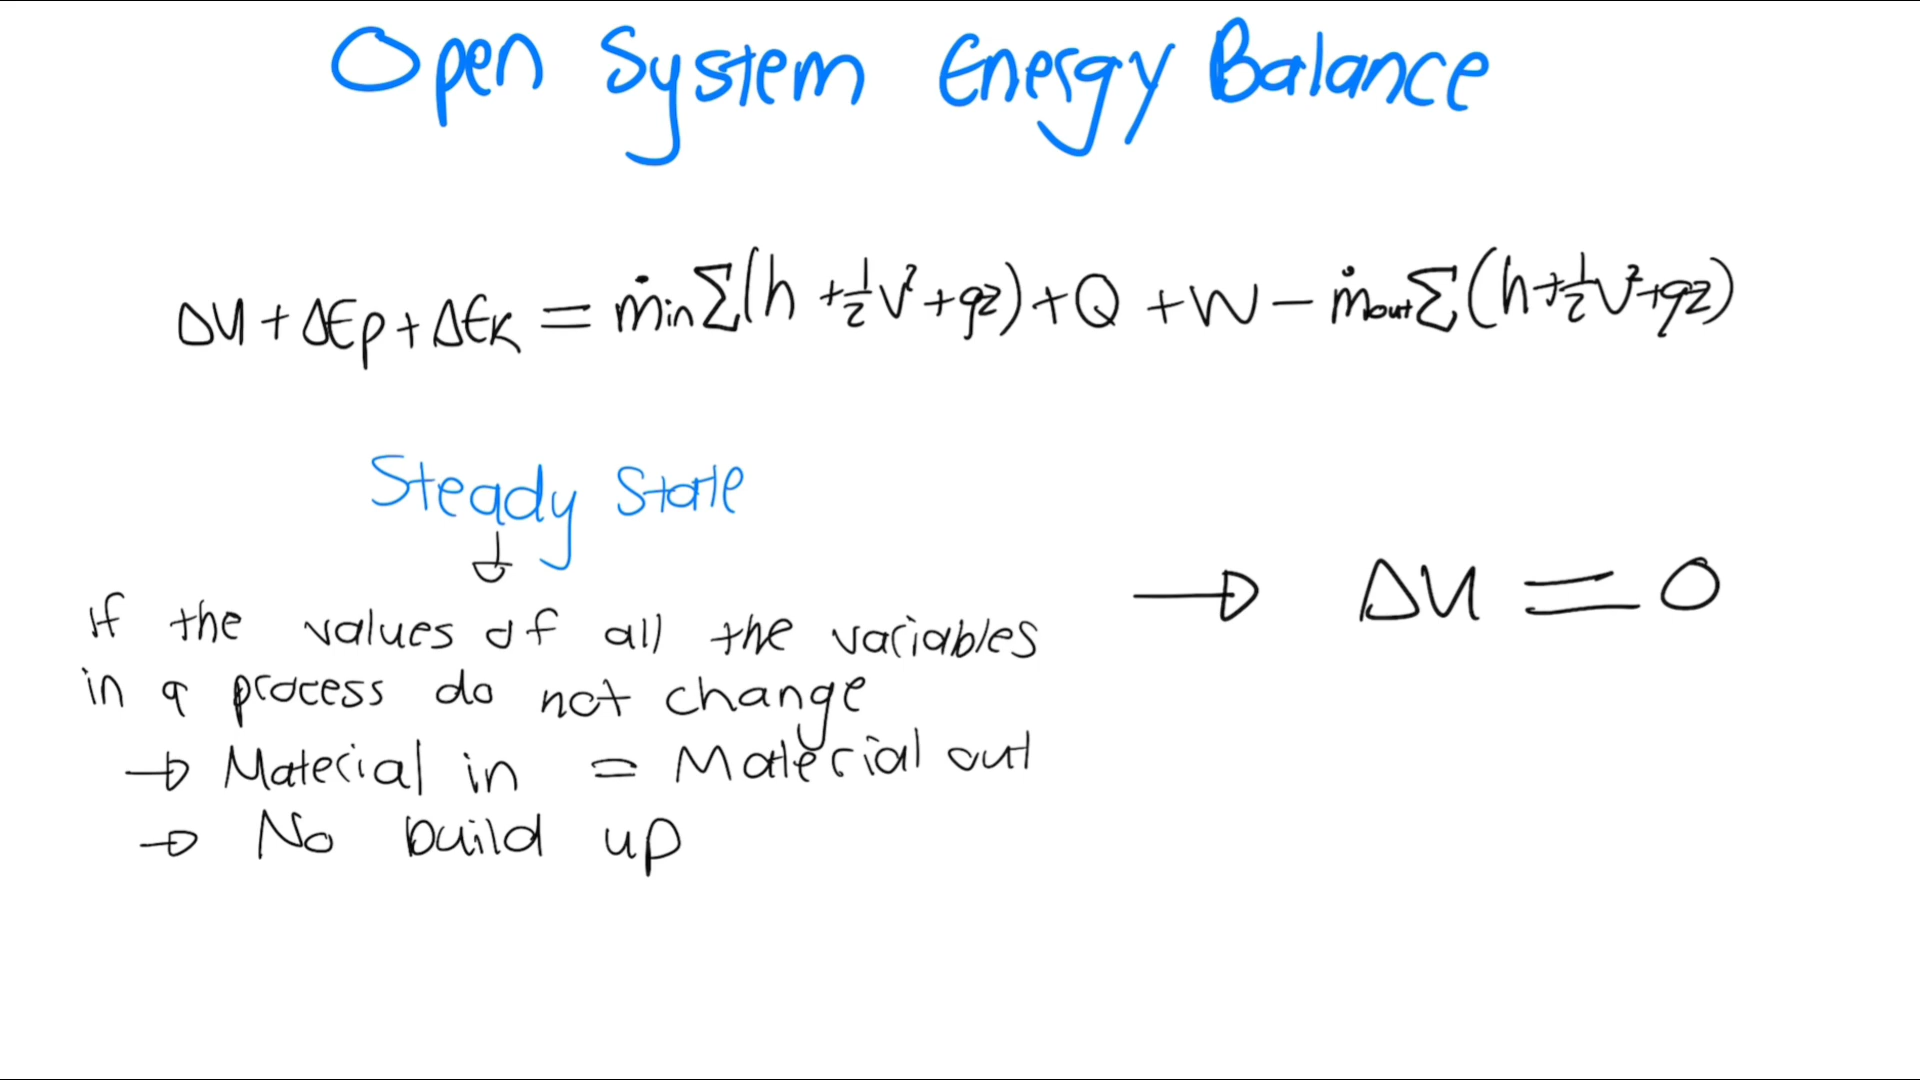 Open System Energy Balance
ΔU + ΔEp + ΔEk = ṁin Σ(h + ½v² + gz) + Q + W − ṁout Σ(h + ½v² + gz)
Steady State
If the values of all the variables
in a process do not change
→ ΔU = 0
→ Material in = Material out
→ No build up